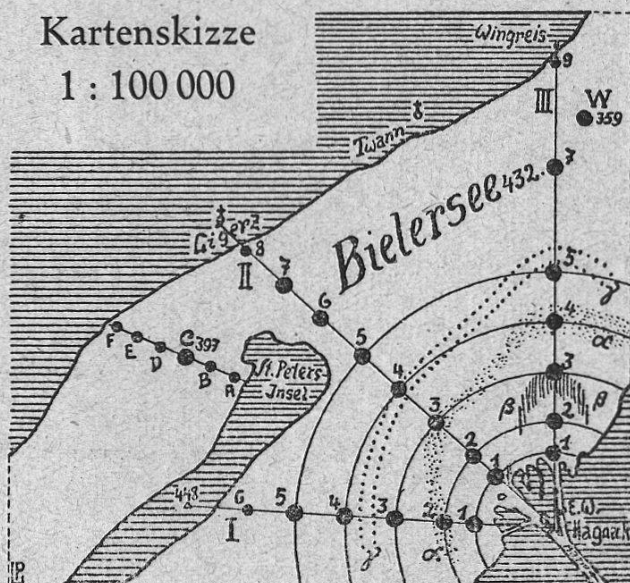 Kartenskizze
1 : 100 000
Wingreis
9
III
W
359
Twann
7
Bielersee 432.
Ligerz
8
II
7
5
γ
6
4
α
F
E
D
C 397
B
A
St. Peters
Insel
5
4
3
3
β
β
2
2
1
1
448
6
I
5
4
3
2
1
E.W.
Hagneck
γ
α